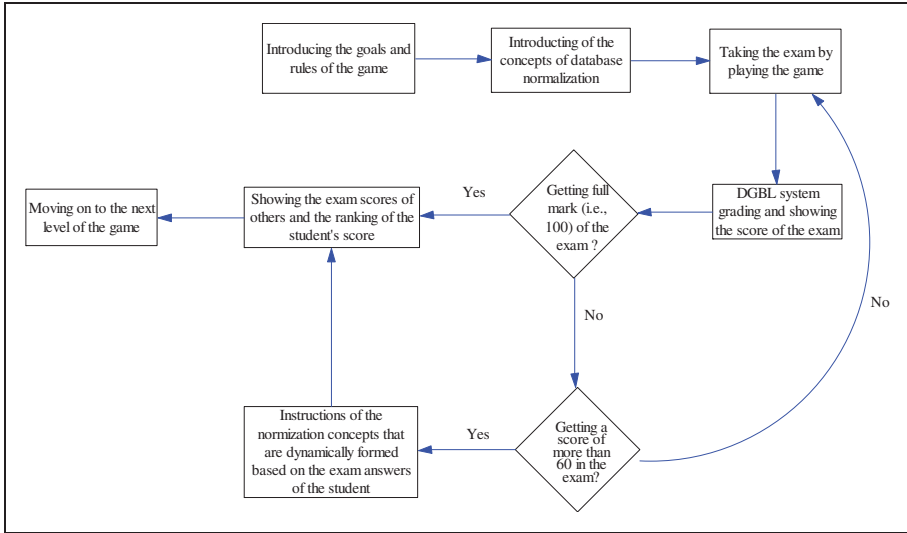 Introducing the goals and
rules of the game
Introducting of the
concepts of database
normalization
Taking the exam by
playing the game
DGBL system
grading and showing
the score of the exam
Getting full
mark (i.e.,
100) of the
exam ?
Yes
Showing the exam scores of
others and the ranking of the
student's score
Moving on to the next
level of the game
No
Getting a
score of
more than
60 in the
exam?
Yes
Instructions of the
normization concepts that
are dynamically formed
based on the exam answers
of the student
No